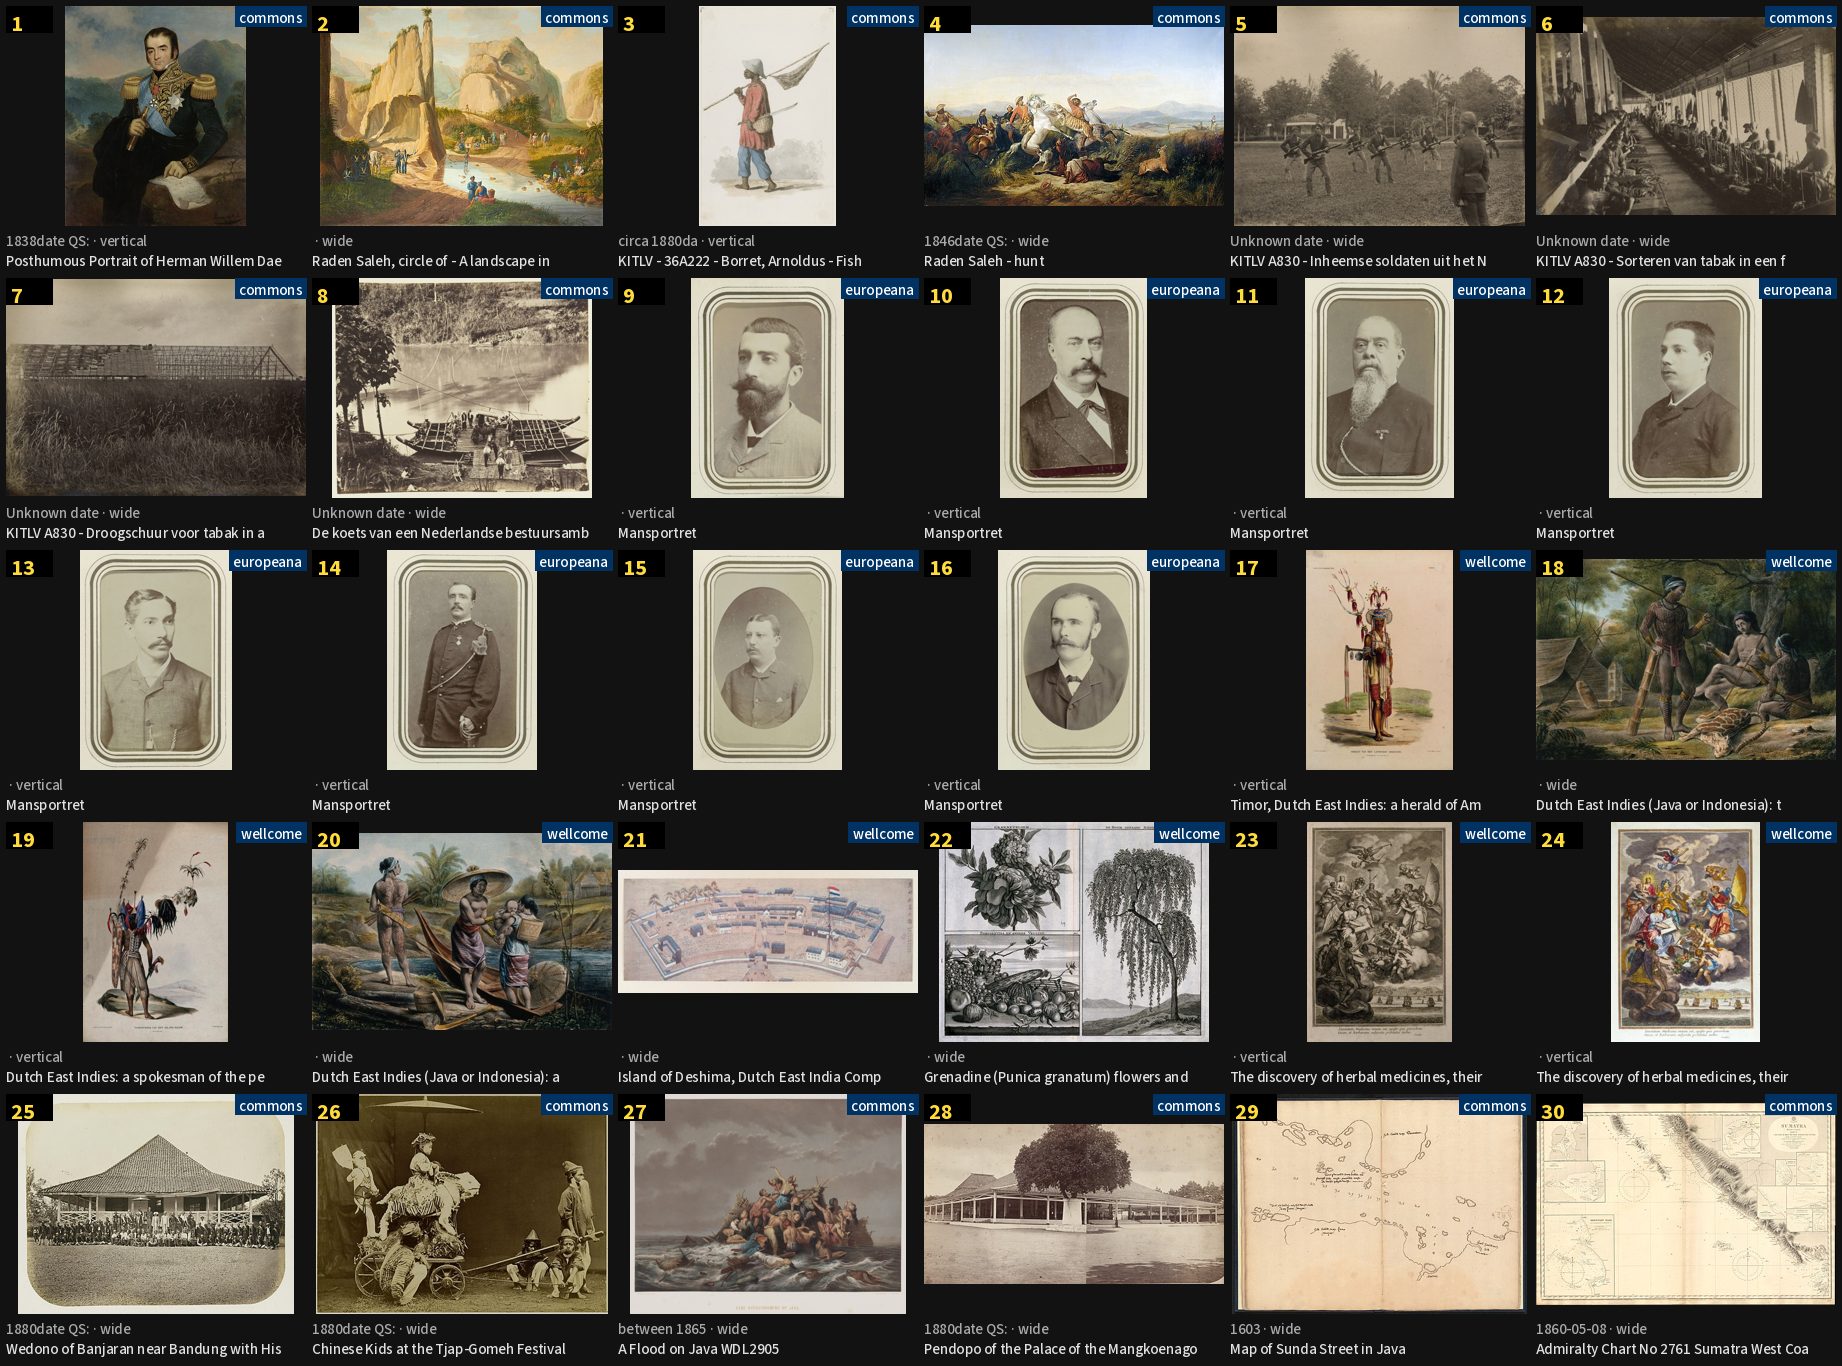 1
commons
1838date QS: · vertical
Posthumous Portrait of Herman Willem Dae
2
commons
· wide
Raden Saleh, circle of - A landscape in
3
commons
circa 1880da · vertical
KITLV - 36A222 - Borret, Arnoldus - Fish
4
commons
1846date QS: · wide
Raden Saleh - hunt
5
commons
Unknown date · wide
KITLV A830 - Inheemse soldaten uit het N
6
commons
Unknown date · wide
KITLV A830 - Sorteren van tabak in een f
7
commons
Unknown date · wide
KITLV A830 - Droogschuur voor tabak in a
8
commons
Unknown date · wide
De koets van een Nederlandse bestuursamb
9
europeana
· vertical
Mansportret
10
europeana
· vertical
Mansportret
11
europeana
· vertical
Mansportret
12
europeana
· vertical
Mansportret
13
europeana
· vertical
Mansportret
14
europeana
· vertical
Mansportret
15
europeana
· vertical
Mansportret
16
europeana
· vertical
Mansportret
17
wellcome
· vertical
Timor, Dutch East Indies: a herald of Am
18
wellcome
· wide
Dutch East Indies (Java or Indonesia): t
19
wellcome
· vertical
Dutch East Indies: a spokesman of the pe
20
wellcome
· wide
Dutch East Indies (Java or Indonesia): a
21
wellcome
· wide
Island of Deshima, Dutch East India Comp
22
wellcome
· wide
Grenadine (Punica granatum) flowers and
23
wellcome
· vertical
The discovery of herbal medicines, their
24
wellcome
· vertical
The discovery of herbal medicines, their
25
commons
1880date QS: · wide
Wedono of Banjaran near Bandung with His
26
commons
1880date QS: · wide
Chinese Kids at the Tjap-Gomeh Festival
27
commons
between 1865 · wide
A Flood on Java WDL2905
28
commons
1880date QS: · wide
Pendopo of the Palace of the Mangkoenago
29
commons
1603 · wide
Map of Sunda Street in Java
30
commons
SUMATRA
1860-05-08 · wide
Admiralty Chart No 2761 Sumatra West Coa